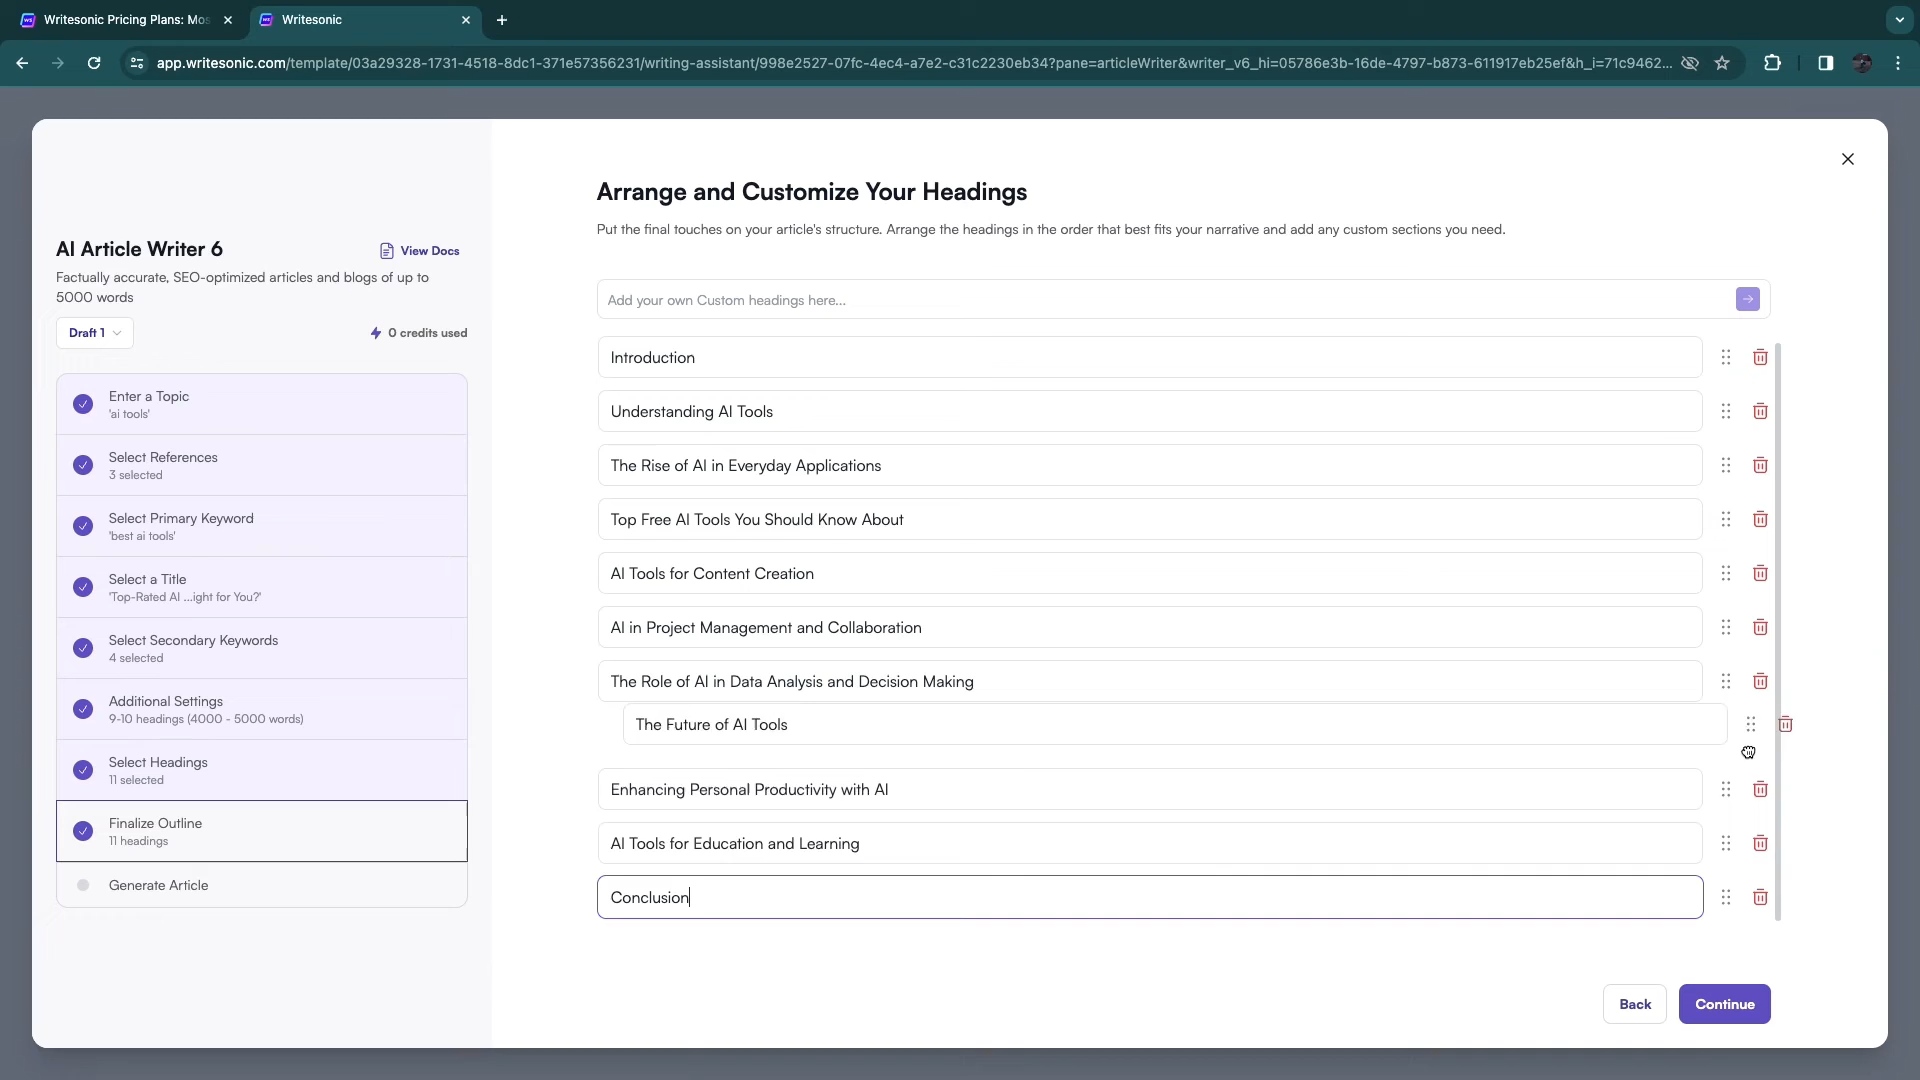 Writesonic Pricing Plans: Mos
Writesonic
app.writesonic.com/template/03a29328-1731-4518-8dc1-371e57356231/writing-assistant/998e2527-07fc-4ec4-a7e2-c31c2230eb34?pane=articleWriter&writer_v6_hi=05786e3b-16de-4797-b873-611917eb25ef&h_i=71c9462...
AI Article Writer 6
View Docs
Factually accurate, SEO-optimized articles and blogs of up to
5000 words
Draft 1
0 credits used
Enter a Topic
'ai tools'
Select References
3 selected
Select Primary Keyword
'best ai tools'
Select a Title
'Top-Rated AI ...ight for You?'
Select Secondary Keywords
4 selected
Additional Settings
9-10 headings (4000 - 5000 words)
Select Headings
11 selected
Finalize Outline
11 headings
Generate Article
Arrange and Customize Your Headings
Put the final touches on your article's structure. Arrange the headings in the order that best fits your narrative and add any custom sections you need.
Add your own Custom headings here...
Introduction
Understanding AI Tools
The Rise of AI in Everyday Applications
Top Free AI Tools You Should Know About
AI Tools for Content Creation
AI in Project Management and Collaboration
The Role of AI in Data Analysis and Decision Making
The Future of AI Tools
Enhancing Personal Productivity with AI
AI Tools for Education and Learning
Conclusion
Back
Continue